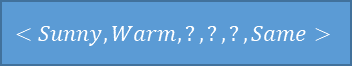 < Sunny, Warm, ?, ?, ?, Same >